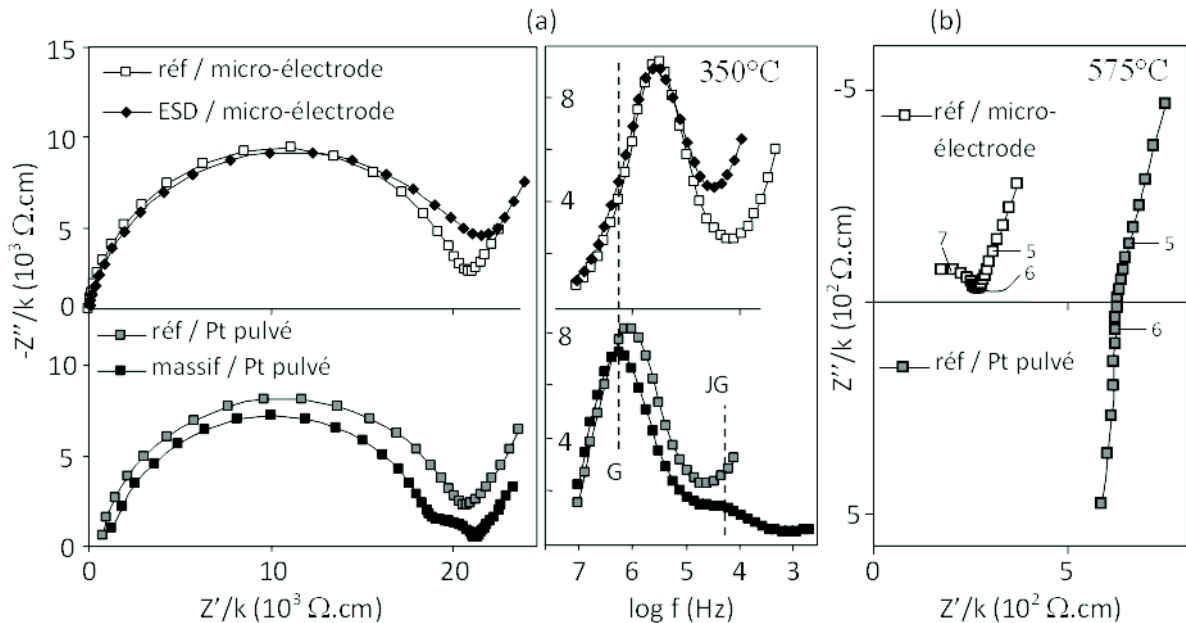 (a)
(b)
15
10
5
0
10
5
0
0
10
20
-Z''/k (10³ Ω.cm)
Z'/k (10³ Ω.cm)
réf / micro-électrode
ESD / micro-électrode
réf / Pt pulvé
massif / Pt pulvé
350°C
8
4
8
4
G
JG
7
6
5
4
3
log f (Hz)
575°C
-5
réf / micro-
électrode
7
5
6
5
6
réf / Pt pulvé
5
0
5
Z''/k (10² Ω.cm)
Z'/k (10² Ω.cm)